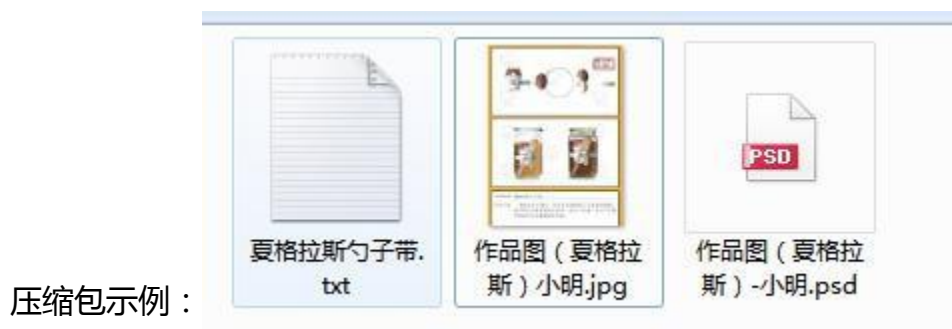 PSD
夏格拉斯勺子带.
txt
作品图（夏格拉
斯）小明.jpg
作品图（夏格拉
斯）-小明.psd
压缩包示例：